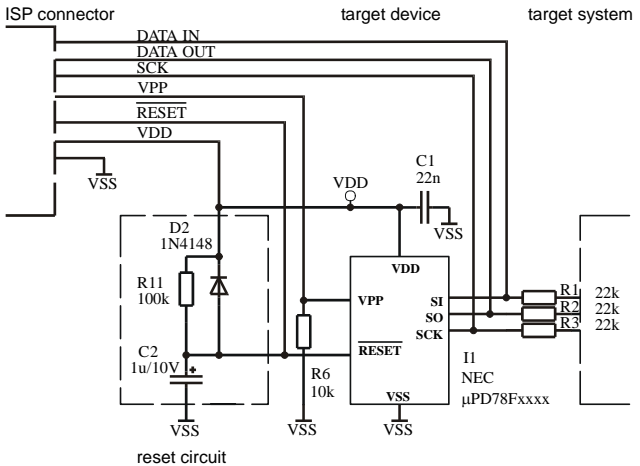 ISP connector
target device
target system
DATA IN
DATA OUT
SCK
VPP
RESET
VDD
VSS
C1
22n
VDD
VSS
D2
1N4148
R11
100k
C2
1u/10V
+
VSS
reset circuit
VDD
VPP
SI
SO
SCK
RESET
VSS
R6
10k
VSS
VSS
R1
22k
R2
22k
R3
22k
I1
NEC
µPD78Fxxxx